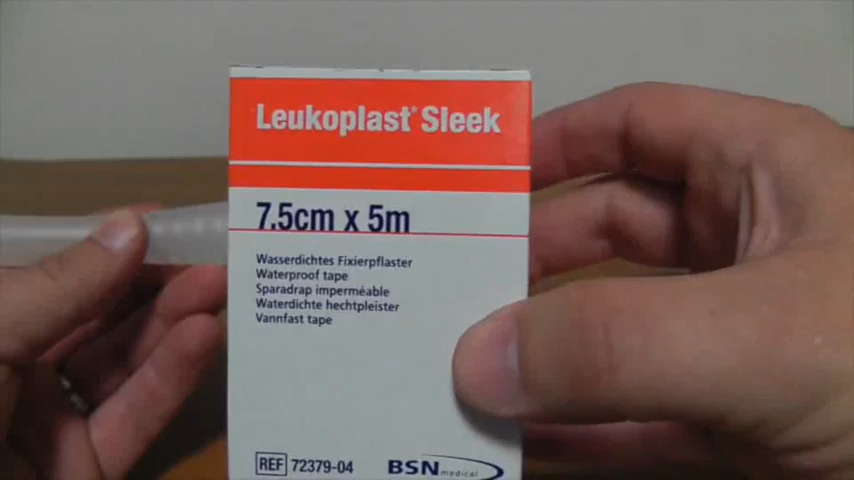 Leukoplast® Sleek
7.5cm x 5m
Wasserdichtes Fixierpflaster
Waterproof tape
Sparadrap imperméable
Waterdichte hechtpleister
Vannfast tape
REF 72379-04
BSN medical